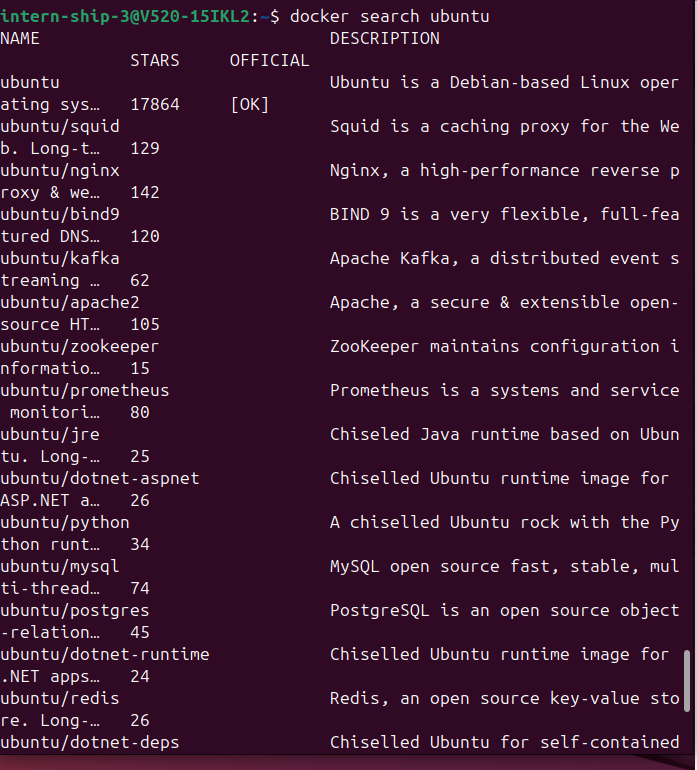 intern-ship-3@V520-15IKL2:~$ docker search ubuntu
NAME                             DESCRIPTION
             STARS     OFFICIAL
ubuntu                           Ubuntu is a Debian-based Linux oper
ating sys…   17864     [OK]
ubuntu/squid                     Squid is a caching proxy for the We
b. Long-t…   129
ubuntu/nginx                     Nginx, a high-performance reverse p
roxy & we…   142
ubuntu/bind9                     BIND 9 is a very flexible, full-fea
tured DNS…   120
ubuntu/kafka                     Apache Kafka, a distributed event s
treaming …   62
ubuntu/apache2                   Apache, a secure & extensible open-
source HT…   105
ubuntu/zookeeper                 ZooKeeper maintains configuration i
nformatio…   15
ubuntu/prometheus                Prometheus is a systems and service
 monitori…   80
ubuntu/jre                       Chiseled Java runtime based on Ubun
tu. Long-…   25
ubuntu/dotnet-aspnet             Chiselled Ubuntu runtime image for
ASP.NET a…   26
ubuntu/python                    A chiselled Ubuntu rock with the Py
thon runt…   34
ubuntu/mysql                     MySQL open source fast, stable, mul
ti-thread…   74
ubuntu/postgres                  PostgreSQL is an open source object
-relation…   45
ubuntu/dotnet-runtime            Chiselled Ubuntu runtime image for
.NET apps…   24
ubuntu/redis                     Redis, an open source key-value sto
re. Long-…   26
ubuntu/dotnet-deps               Chiselled Ubuntu for self-contained